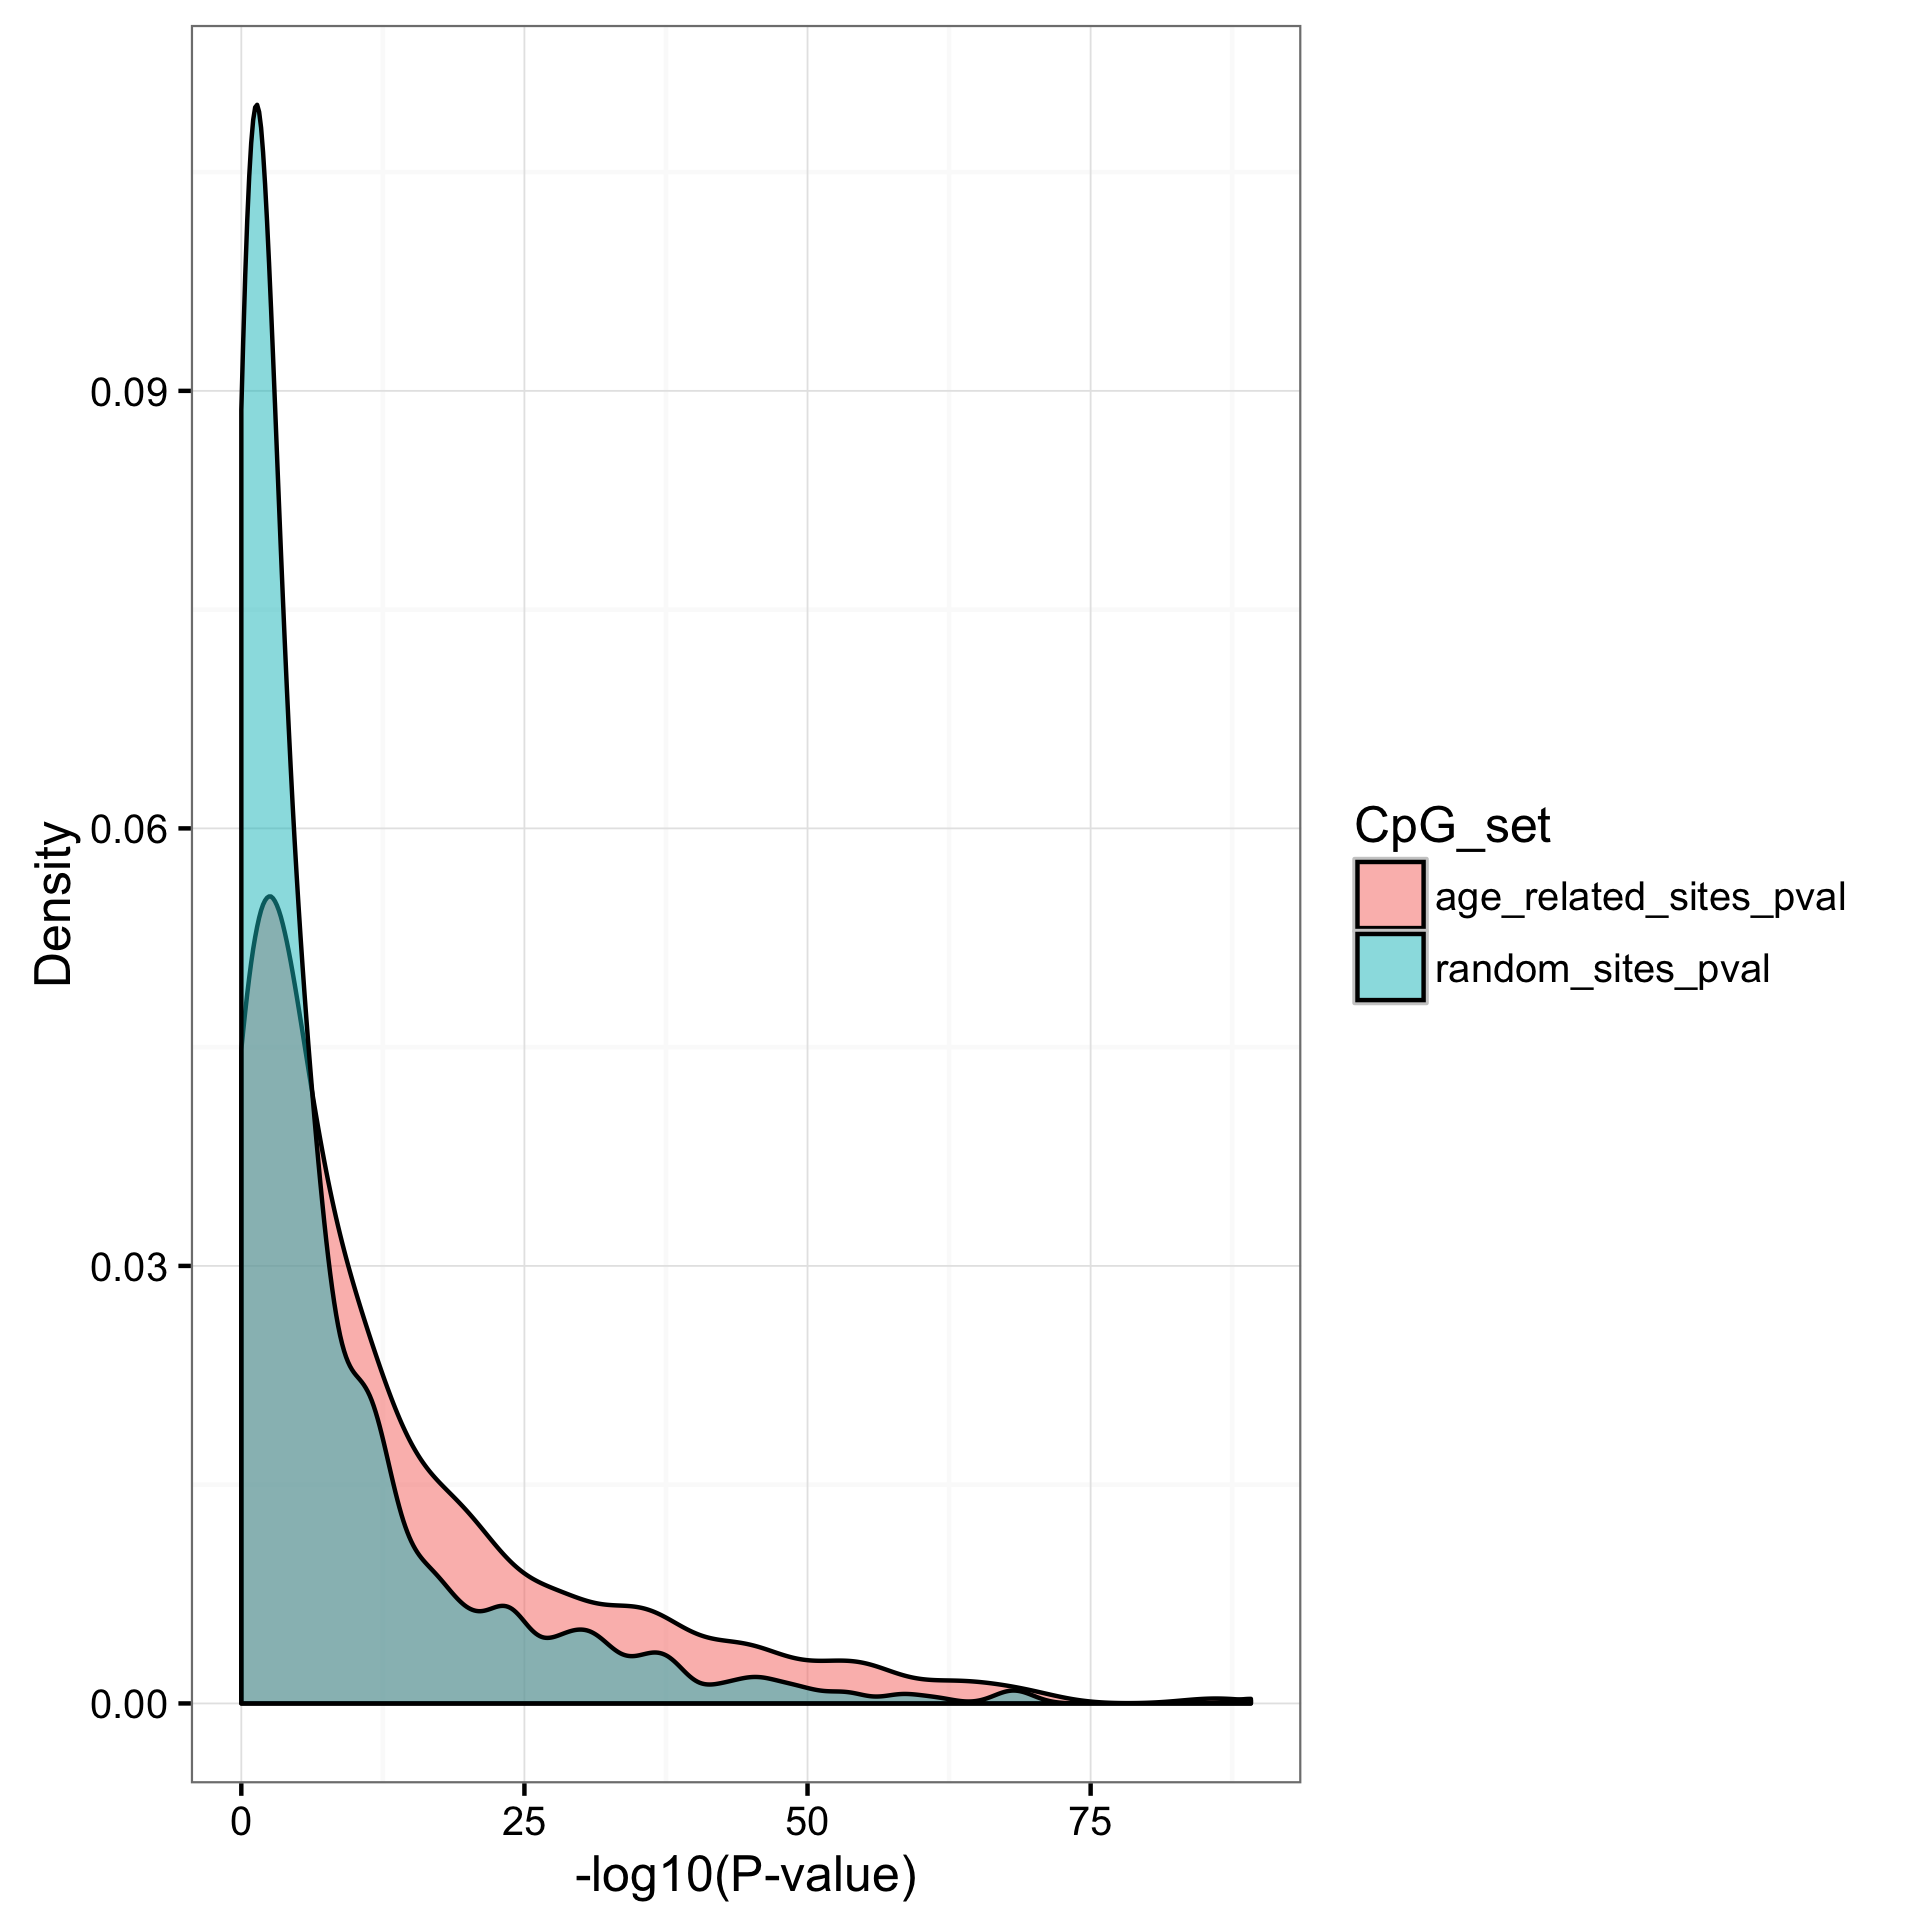 Density
0.09
0.06
0.03
0.00
0
25
50
75
-log10(P-value)
CpG_set
age_related_sites_pval
random_sites_pval